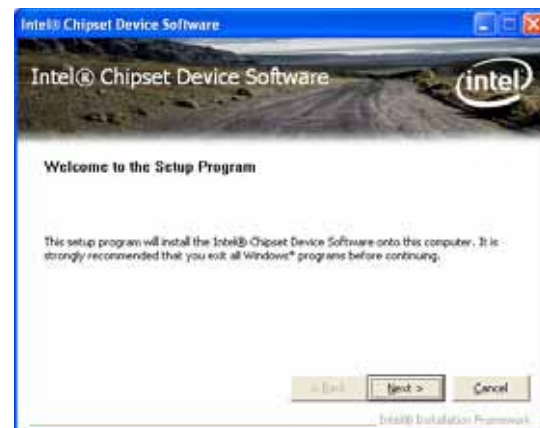 Intel® Chipset Device Software
Intel® Chipset Device Software
intel
Welcome to the Setup Program
This setup program will install the Intel® Chipset Device Software onto this computer. It is
strongly recommended that you exit all Windows* programs before continuing.
< Back
Next >
Cancel
Intel® Installation Framework